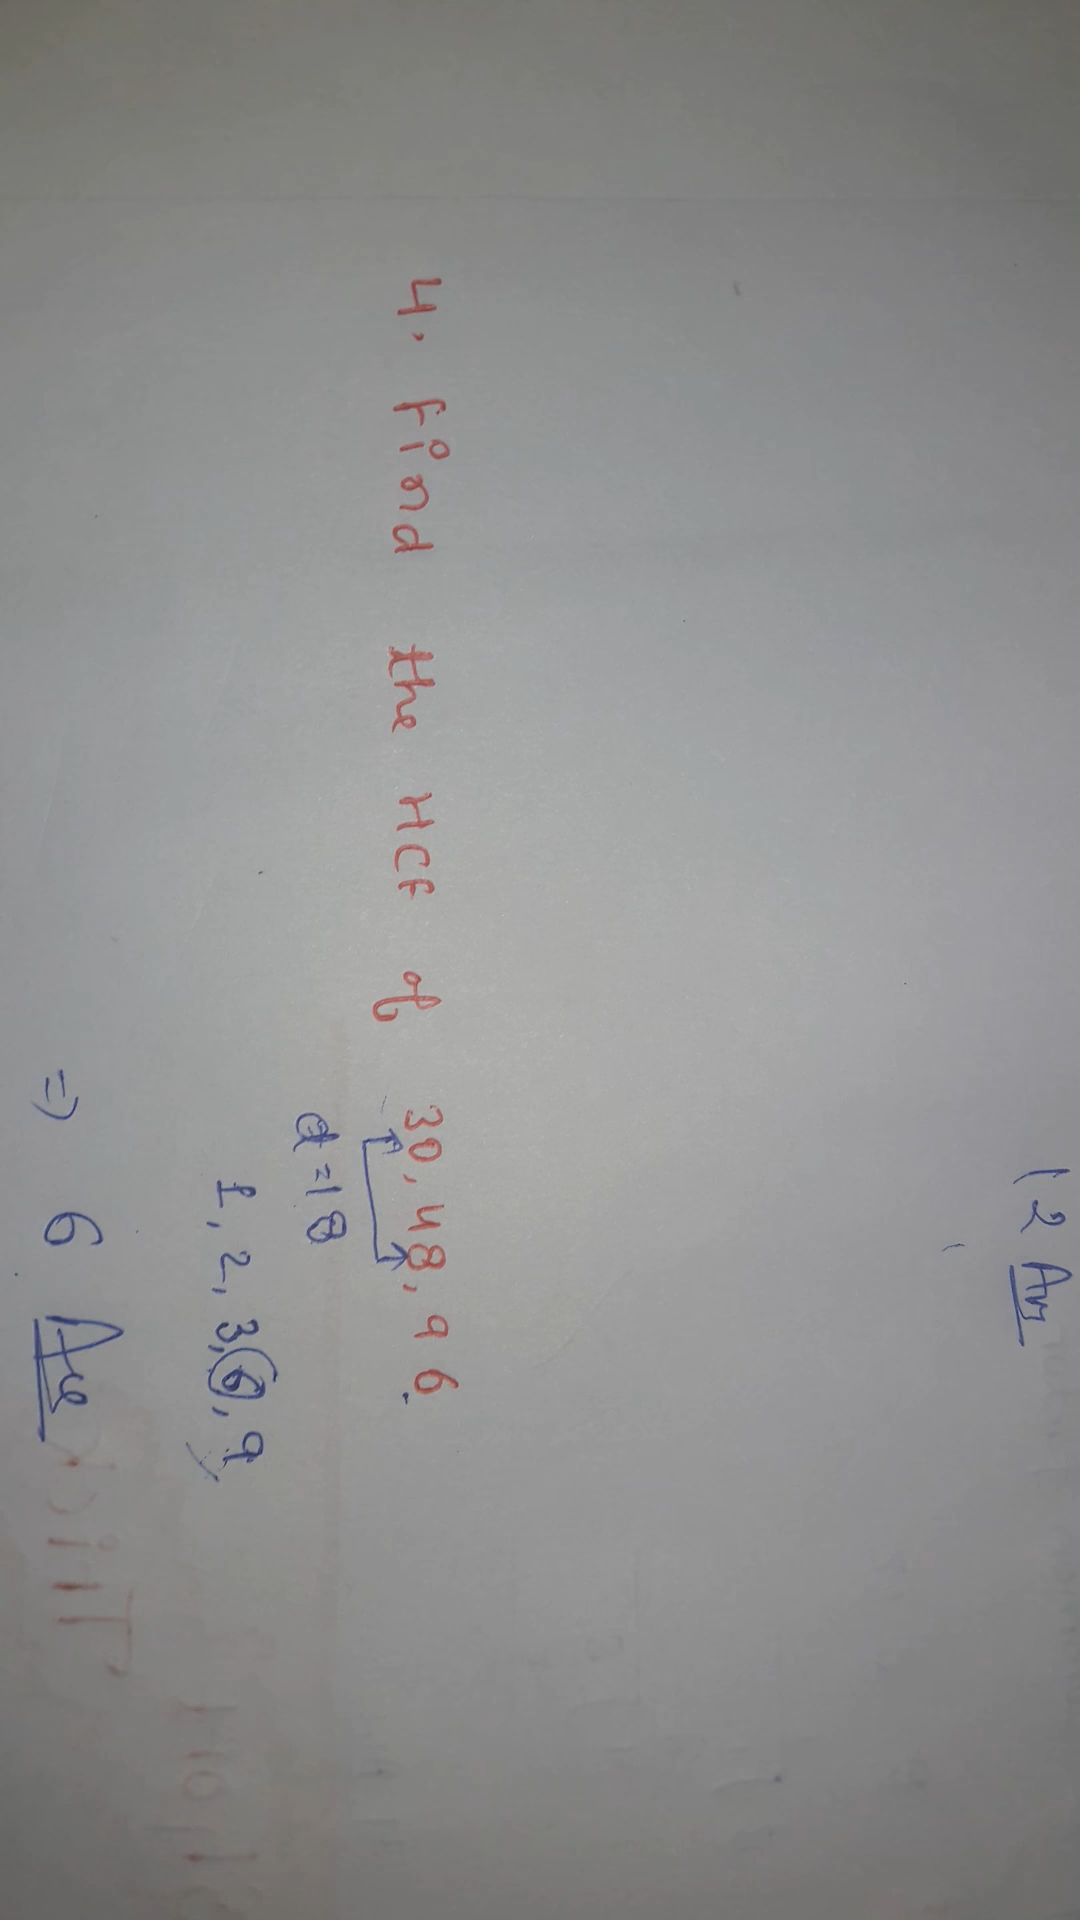 12 Ans
4. Find the HCF of 30, 48, 96
d = 18
1, 2, 3, 6, 9
=) 6 Ans